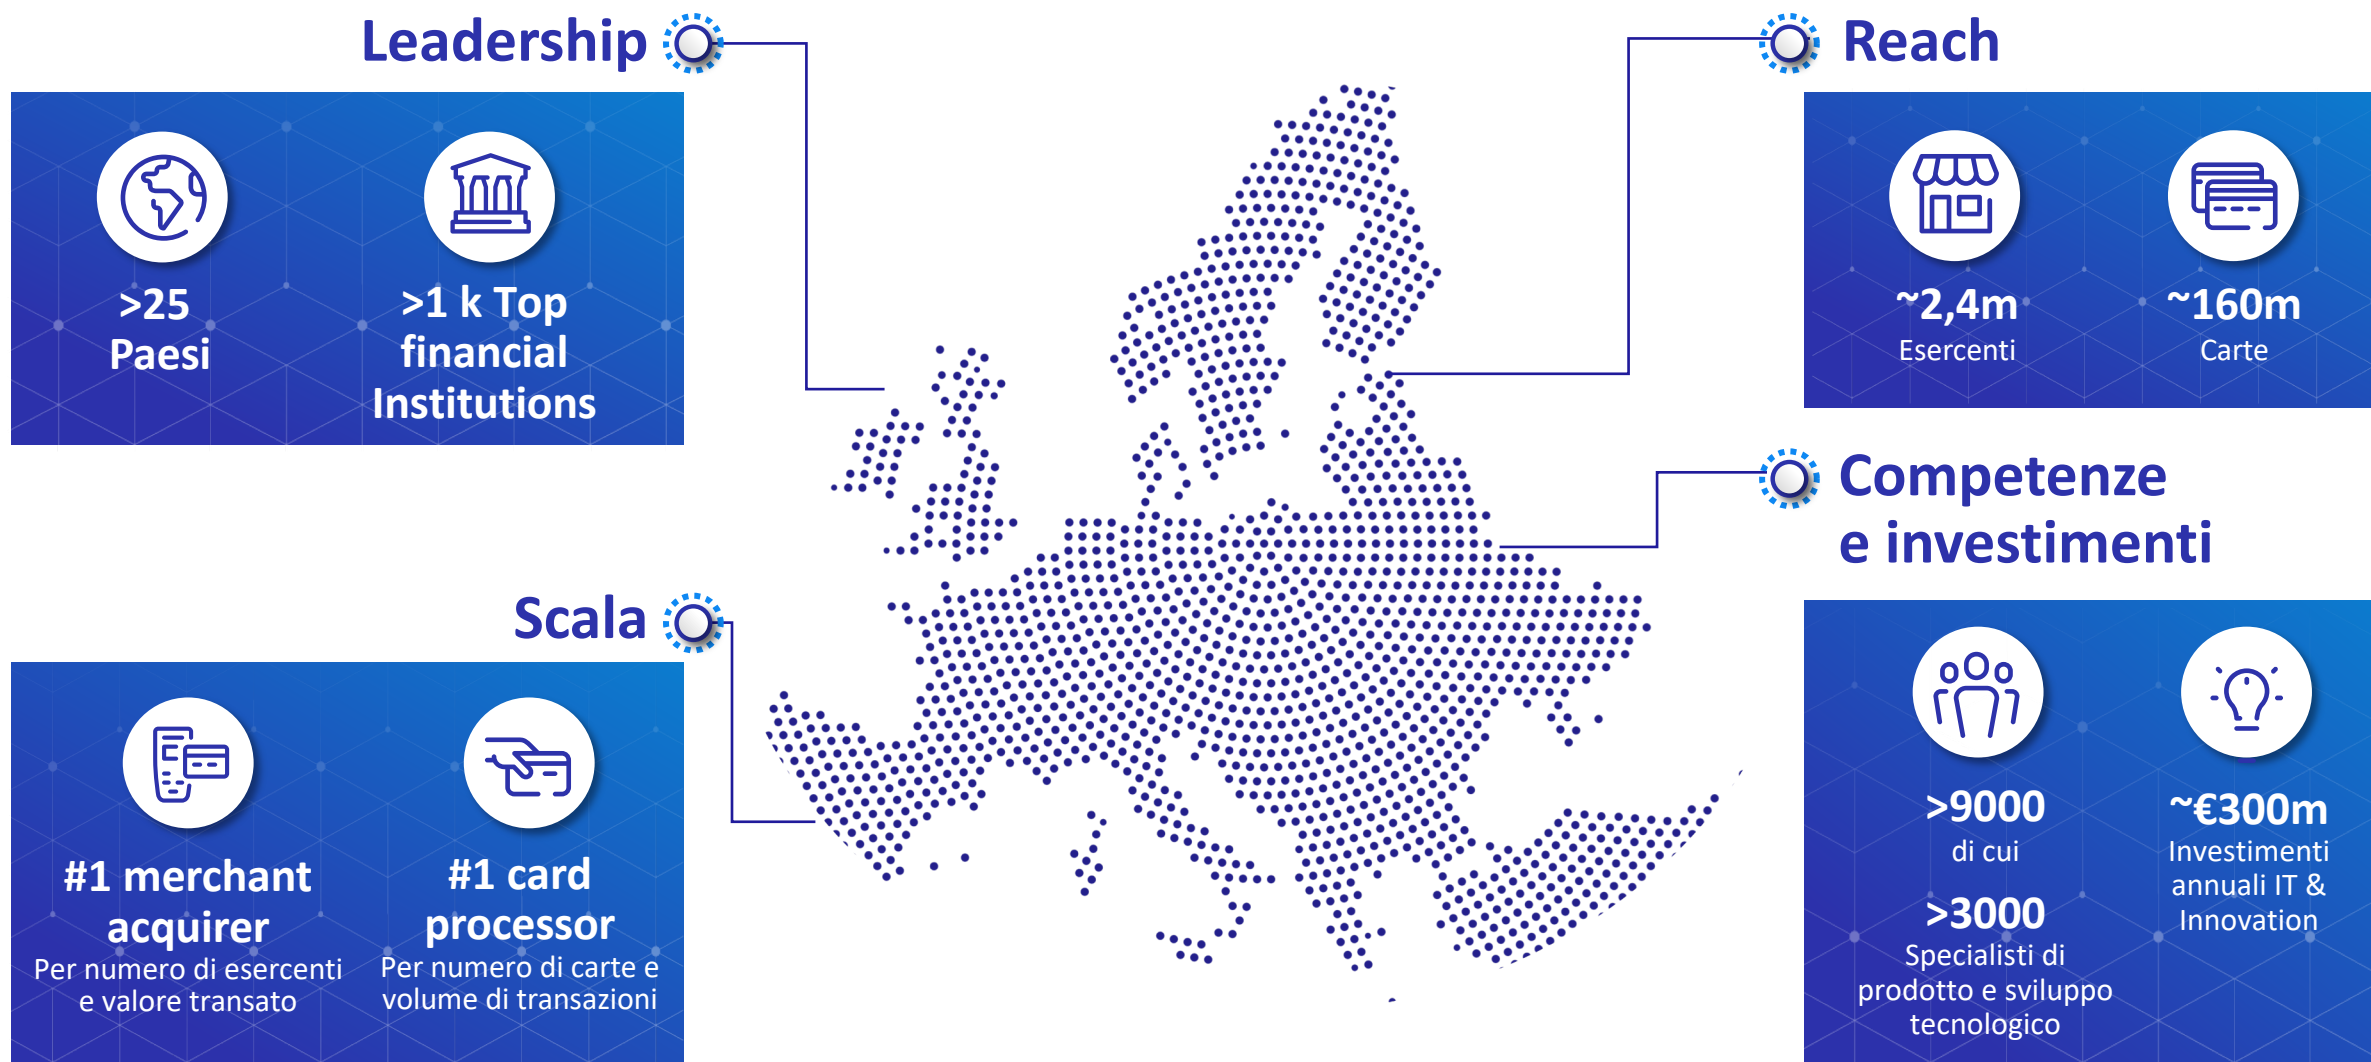 Leadership
>25
Paesi
>1 k Top
financial
Institutions
Reach
~2,4m
Esercenti
~160m
Carte
Scala
#1 merchant
acquirer
Per numero di esercenti
e valore transato
#1 card
processor
Per numero di carte e
volume di transazioni
Competenze
e investimenti
>9000
di cui
>3000
Specialisti di
prodotto e sviluppo
tecnologico
~€300m
Investimenti
annuali IT &
Innovation